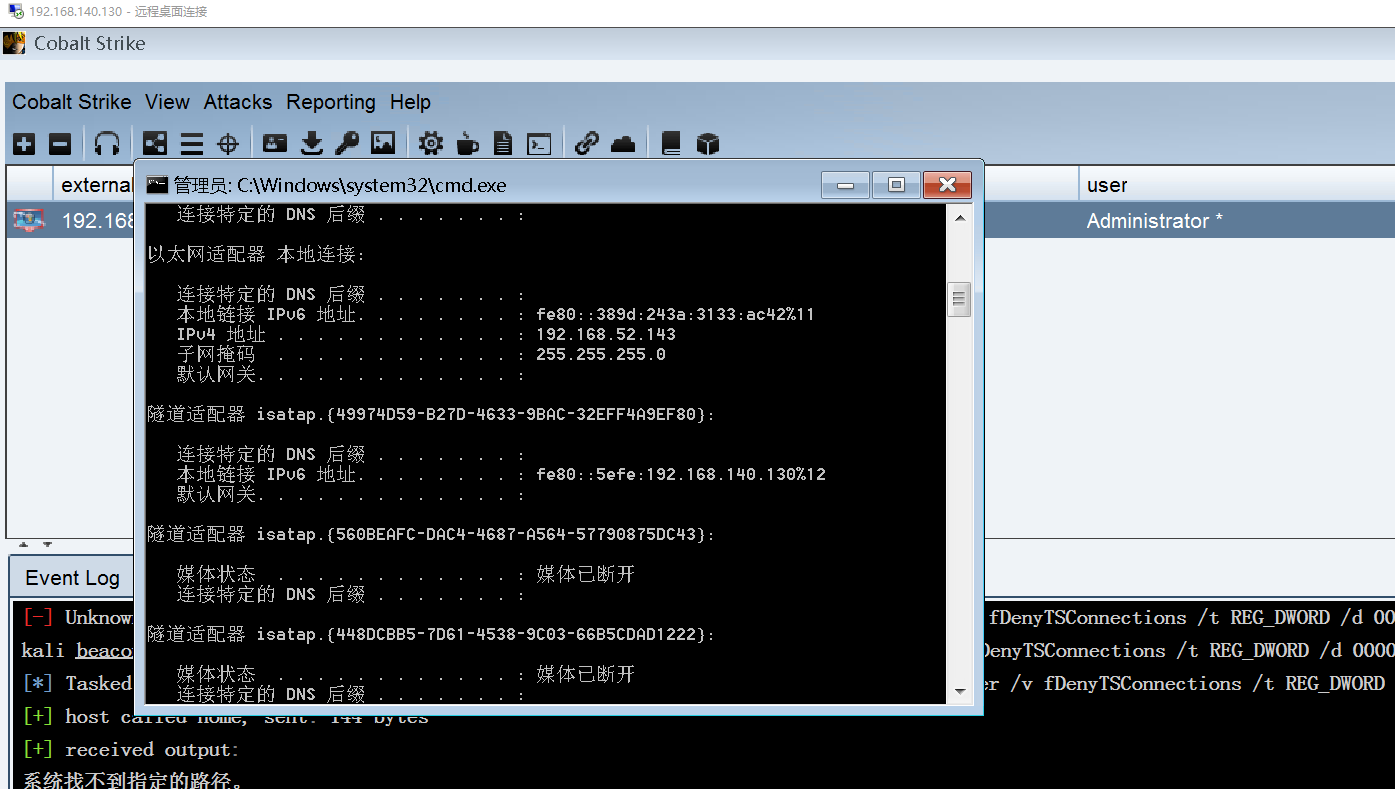 192.168.140.130 - 远程桌面连接
Cobalt Strike
Cobalt Strike View Attacks Reporting Help
external
user
192.168
Administrator *
管理员: C:\Windows\system32\cmd.exe
连接特定的 DNS 后缀 . . . . . . . :
以太网适配器 本地连接:
连接特定的 DNS 后缀 . . . . . . . :
本地链接 IPv6 地址. . . . . . . . : fe80::389d:243a:3133:ac42%11
IPv4 地址 . . . . . . . . . . . . : 192.168.52.143
子网掩码 . . . . . . . . . . . . : 255.255.255.0
默认网关. . . . . . . . . . . . . :
隧道适配器 isatap.{49974D59-B27D-4633-9BAC-32EFF4A9EF80}:
连接特定的 DNS 后缀 . . . . . . . :
本地链接 IPv6 地址. . . . . . . . : fe80::5efe:192.168.140.130%12
默认网关. . . . . . . . . . . . . :
隧道适配器 isatap.{560BEAFC-DAC4-4687-A564-57790875DC43}:
媒体状态 . . . . . . . . . . . . : 媒体已断开
连接特定的 DNS 后缀 . . . . . . . :
隧道适配器 isatap.{448DCBB5-7D61-4538-9C03-66B5CDAD1222}:
媒体状态 . . . . . . . . . . . . : 媒体已断开
连接特定的 DNS 后缀 . . . . . . . :
Event Log
[-] Unknow fDenyTSConnections /t REG_DWORD /d 00
kali beaco DenyTSConnections /t REG_DWORD /d 0000
[*] Tasked er /v fDenyTSConnections /t REG_DWORD
[+] host called home, sent: 144 bytes
[+] received output:
系统找不到指定的路径。